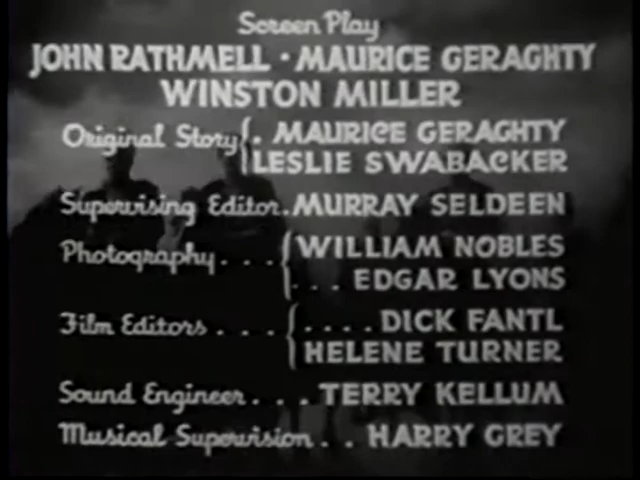 Screen Play
JOHN RATHMELL · MAURICE GERAGHTY
WINSTON MILLER
Original Story { . MAURICE GERAGHTY
LESLIE SWABACKER
Supervising Editor . MURRAY SELDEEN
Photography . . . { WILLIAM NOBLES
. . . EDGAR LYONS
Film Editors . . . { . . . . DICK FANTL
HELENE TURNER
Sound Engineer . . . TERRY KELLUM
Musical Supervision . . HARRY GREY